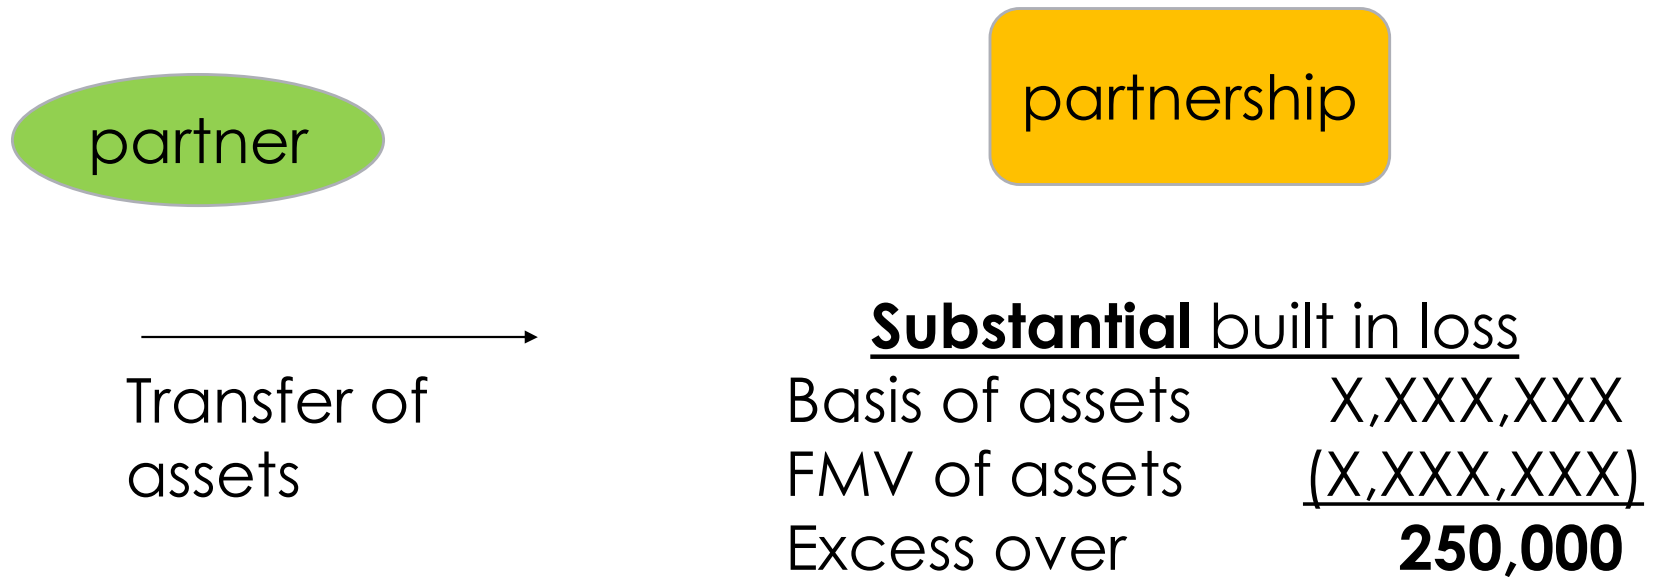 partner
partnership
Transfer of
assets
Substantial built in loss
Basis of assets X,XXX,XXX
FMV of assets (X,XXX,XXX)
Excess over 250,000